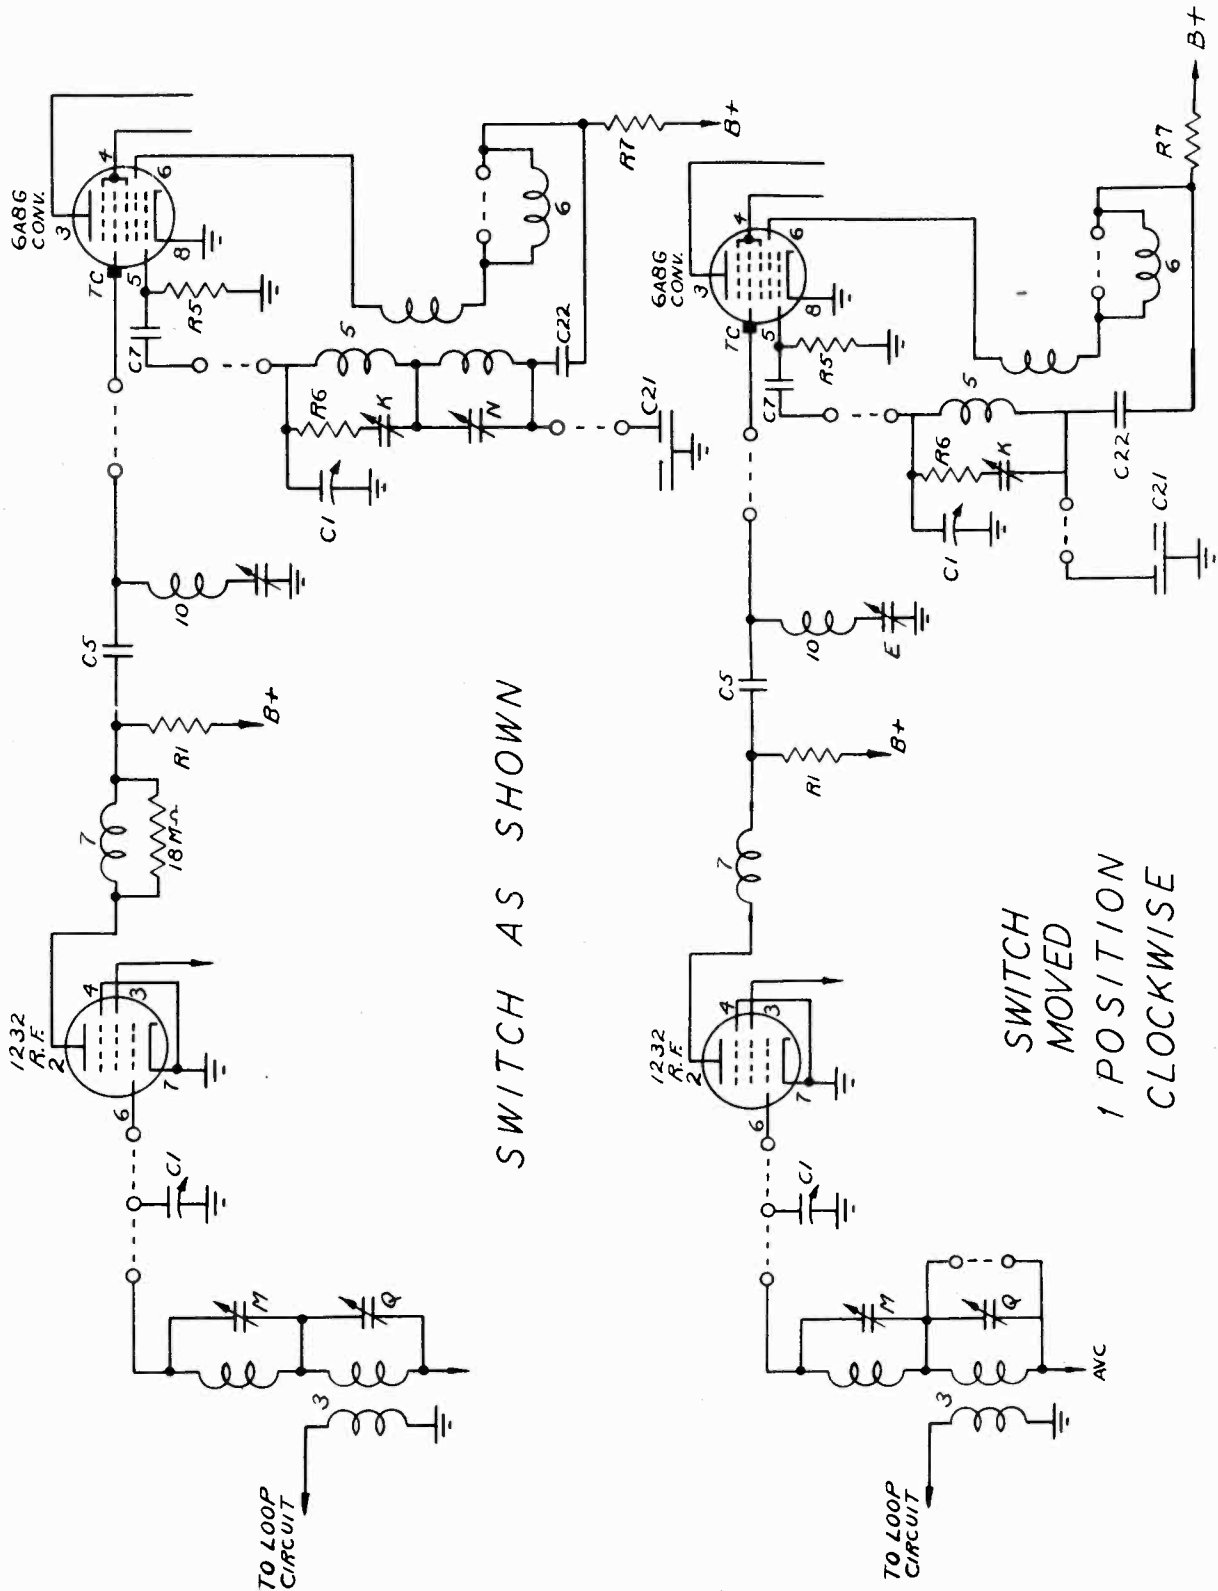 6A8G
CONV.
3
4
6
TC
5
8
C7
R5
5
6
R7
B+
C22
R6
K
N
C21
C1
10
C5
R1
B+
7
18MΩ
1232
R.F.
2
4
3
7
6
C1
M
Q
3
TO LOOP
CIRCUIT
SWITCH AS SHOWN
6A8G
CONV.
3
4
6
TC
5
8
C7
R5
5
6
R7
B+
C22
R6
K
C21
C1
10
E
C5
R1
B+
7
1232
R.F.
2
4
3
7
6
C1
M
Q
3
AVC
TO LOOP
CIRCUIT
SWITCH
MOVED
1 POSITION
CLOCKWISE